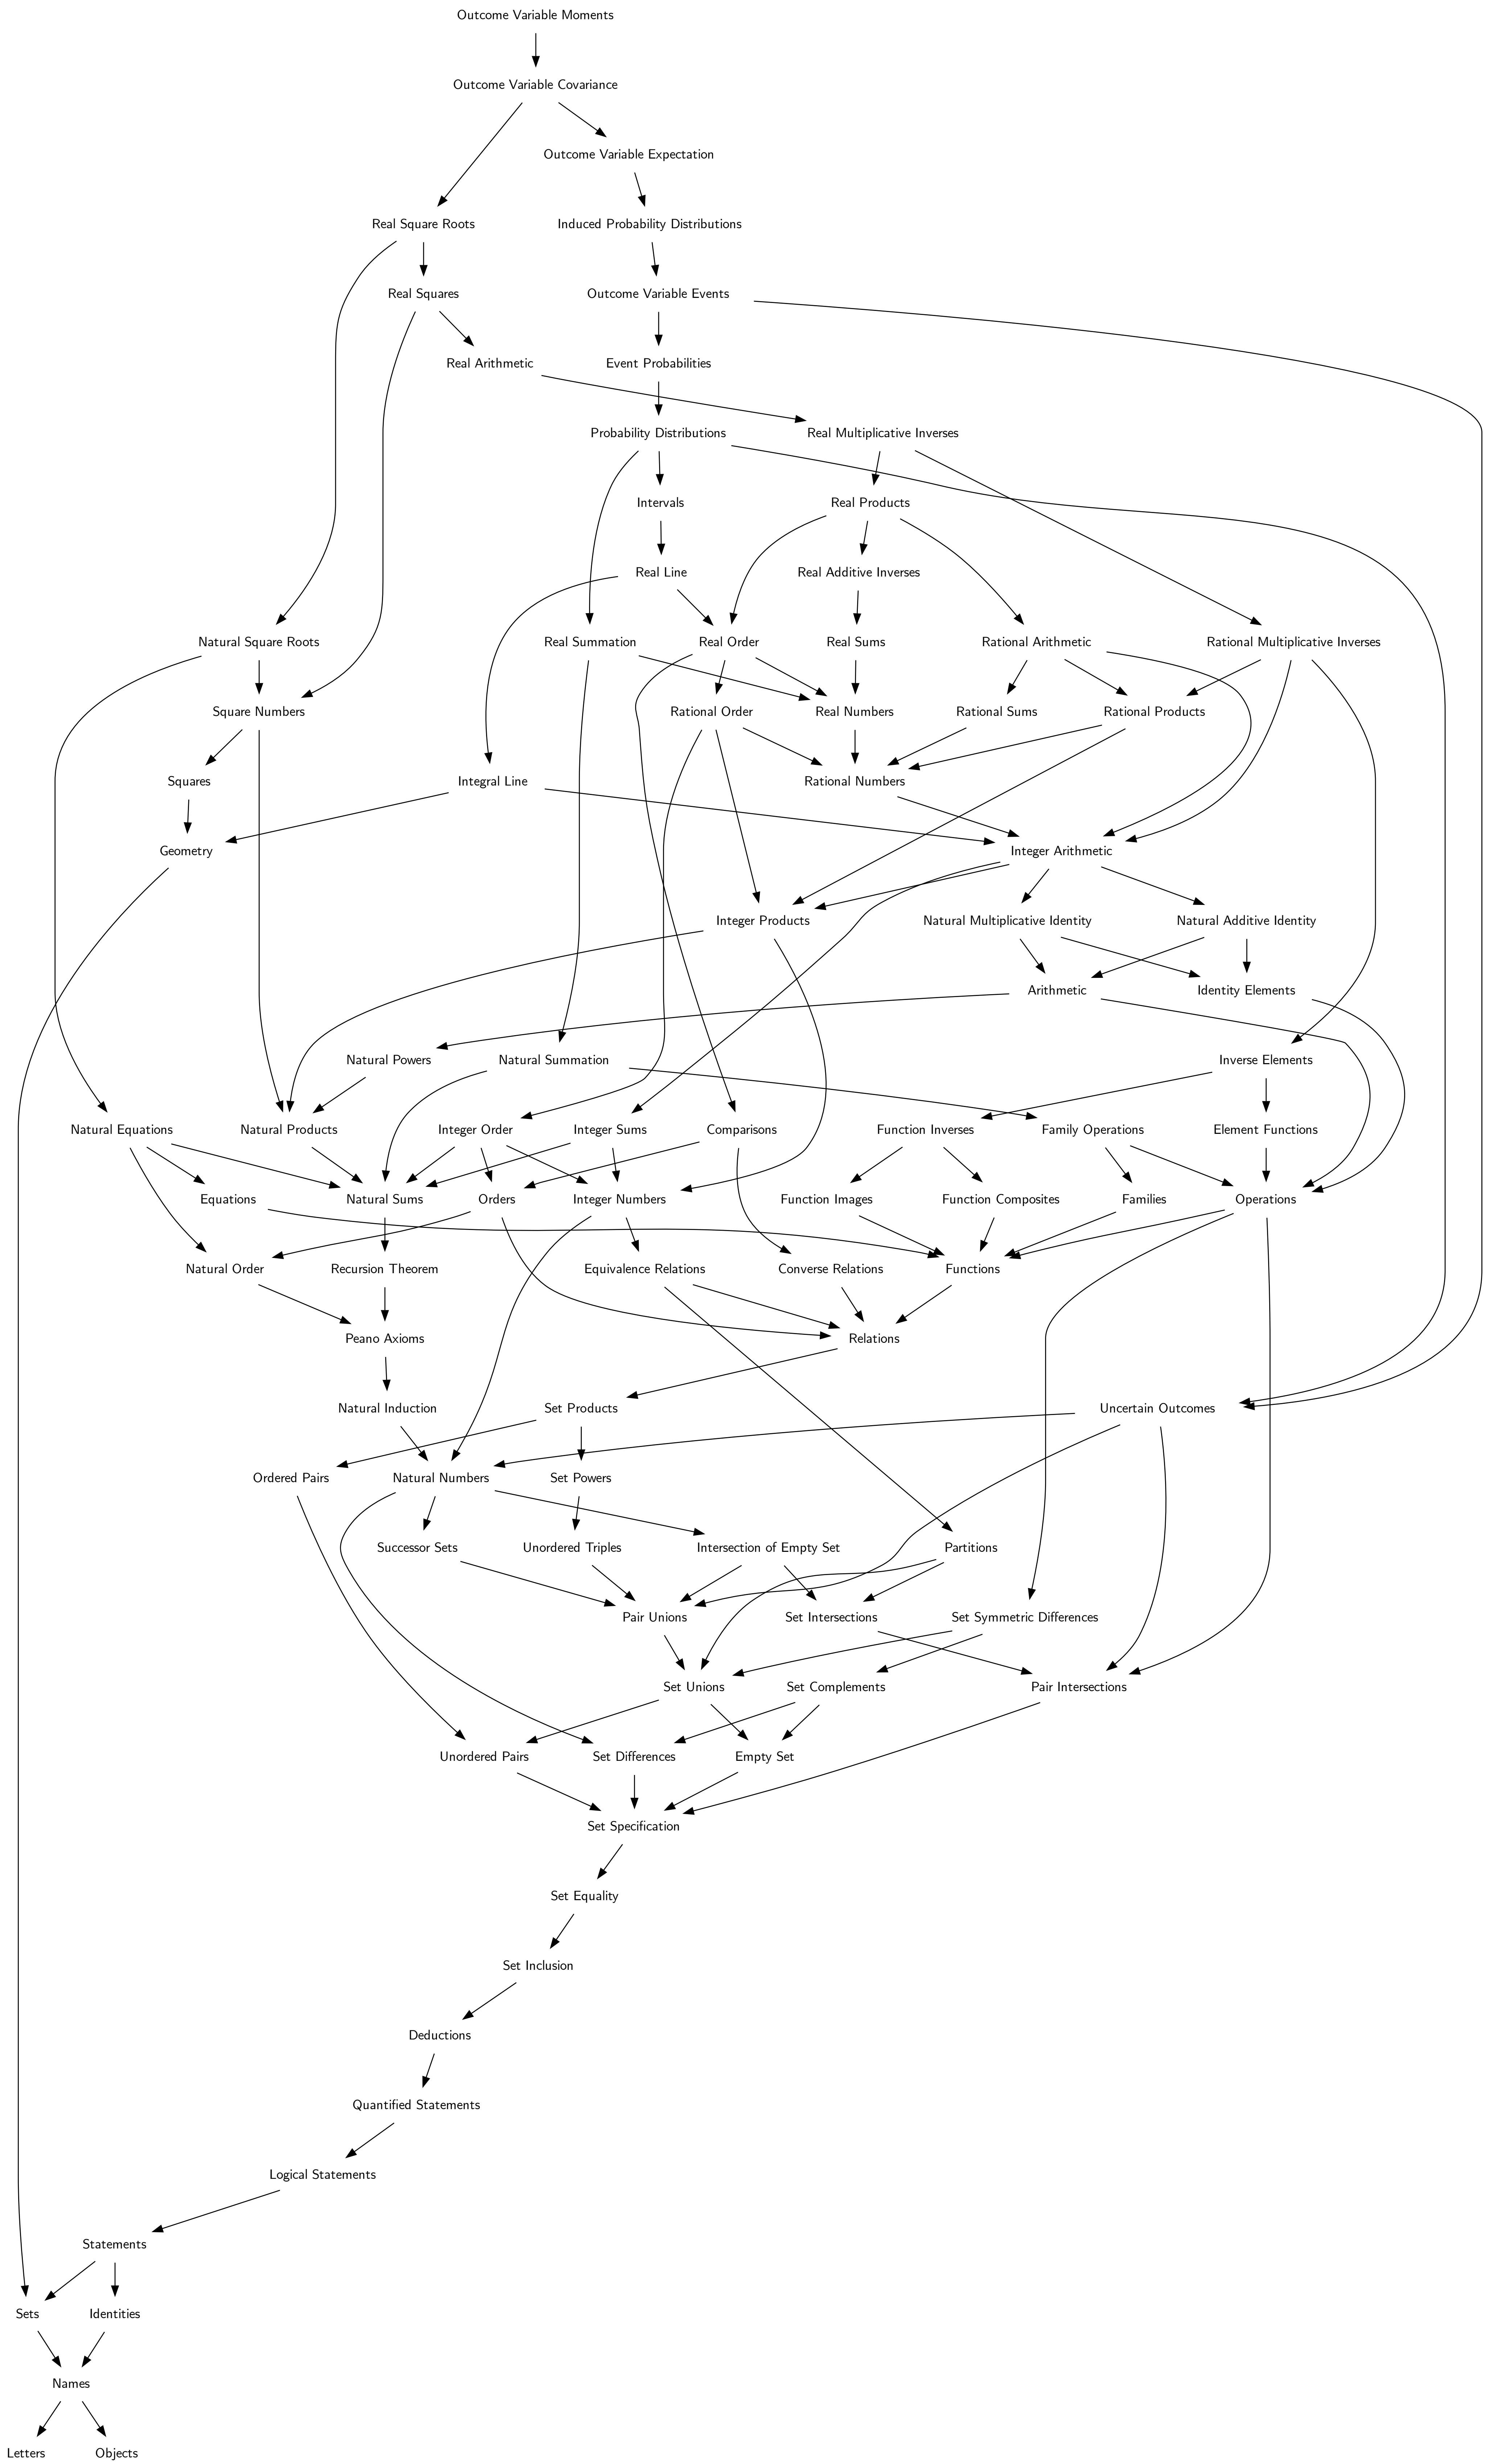 Outcome Variable Moments
Outcome Variable Covariance
Outcome Variable Expectation
Real Square Roots
Induced Probability Distributions
Real Squares
Outcome Variable Events
Real Arithmetic
Event Probabilities
Probability Distributions
Real Multiplicative Inverses
Intervals
Real Products
Real Line
Real Additive Inverses
Natural Square Roots
Real Summation
Real Order
Real Sums
Rational Arithmetic
Rational Multiplicative Inverses
Square Numbers
Rational Order
Real Numbers
Rational Sums
Rational Products
Squares
Integral Line
Rational Numbers
Geometry
Integer Arithmetic
Integer Products
Natural Multiplicative Identity
Natural Additive Identity
Arithmetic
Identity Elements
Natural Powers
Natural Summation
Inverse Elements
Natural Equations
Natural Products
Integer Order
Integer Sums
Comparisons
Function Inverses
Family Operations
Element Functions
Equations
Natural Sums
Orders
Integer Numbers
Function Images
Function Composites
Families
Operations
Natural Order
Recursion Theorem
Equivalence Relations
Converse Relations
Functions
Peano Axioms
Relations
Natural Induction
Set Products
Uncertain Outcomes
Ordered Pairs
Natural Numbers
Set Powers
Successor Sets
Unordered Triples
Intersection of Empty Set
Partitions
Pair Unions
Set Intersections
Set Symmetric Differences
Set Unions
Set Complements
Pair Intersections
Unordered Pairs
Set Differences
Empty Set
Set Specification
Set Equality
Set Inclusion
Deductions
Quantified Statements
Logical Statements
Statements
Sets
Identities
Names
Letters
Objects